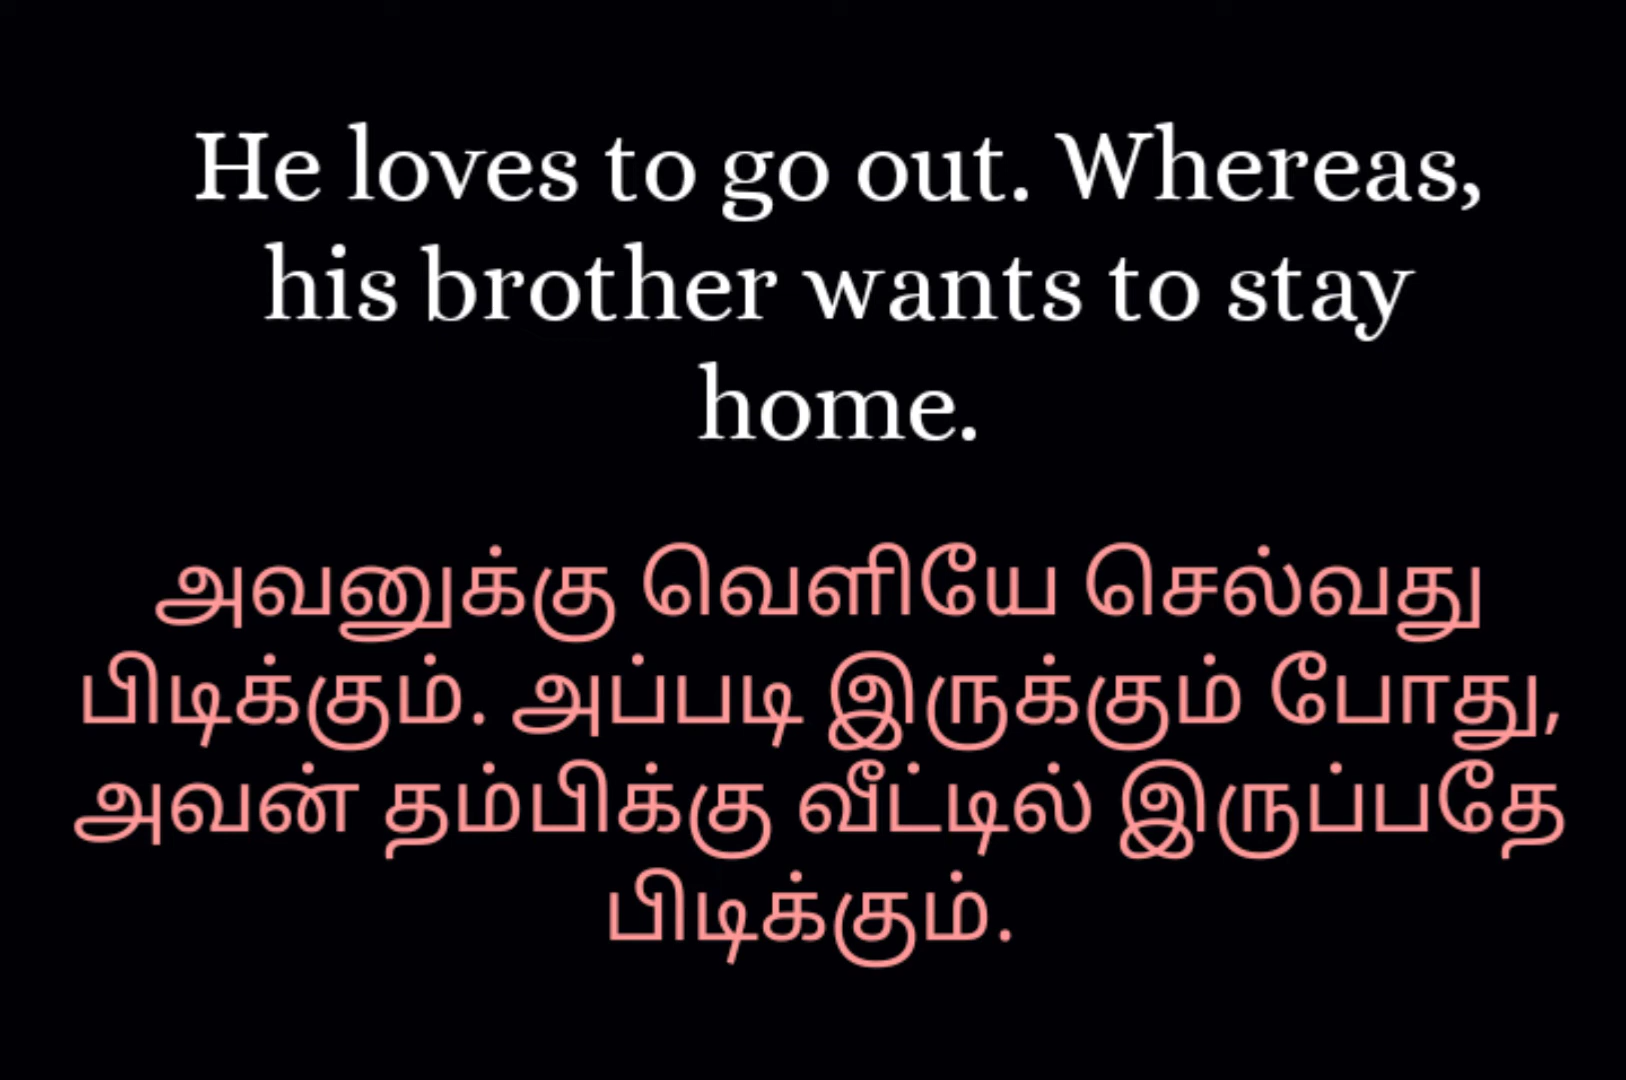 He loves to go out. Whereas,
his brother wants to stay
home.
அவனுக்கு வெளியே செல்வது
பிடிக்கும். அப்படி இருக்கும் போது,
அவன் தம்பிக்கு வீட்டில் இருப்பதே
பிடிக்கும்.